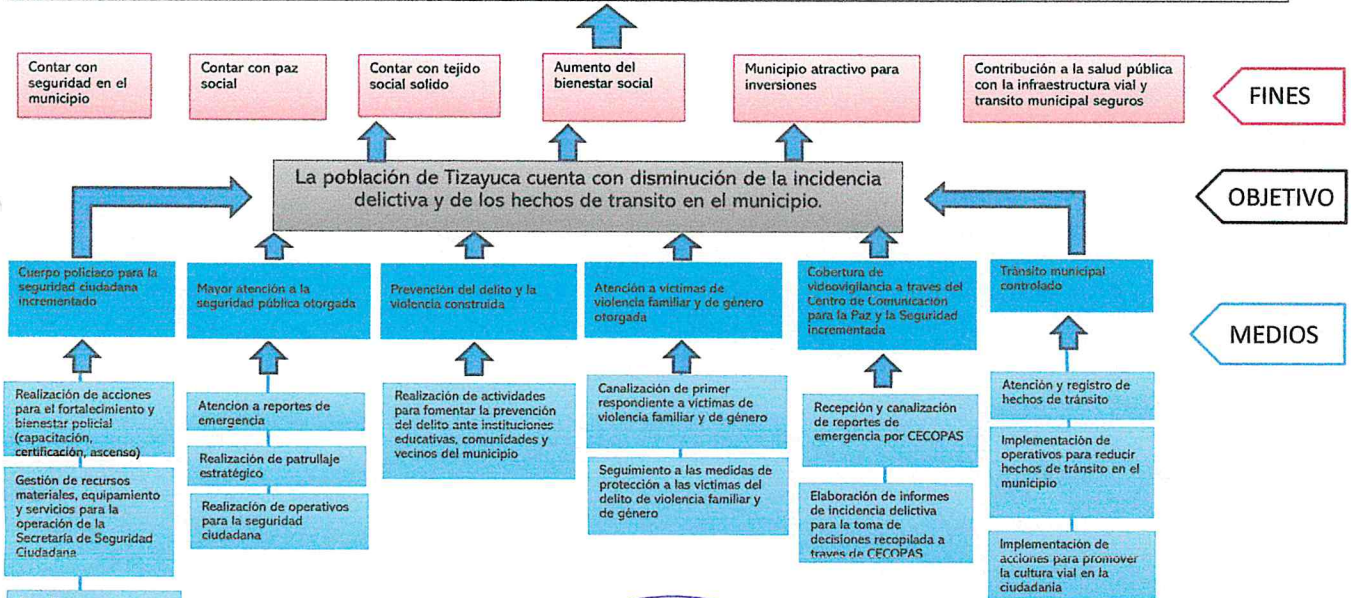 Contar con
seguridad en el
municipio
Contar con paz
social
Contar con tejido
social solido
Aumento del
bienestar social
Municipio atractivo para
inversiones
Contribución a la salud pública
con la infraestructura vial y
transito municipal seguros
FINES
La población de Tizayuca cuenta con disminución de la incidencia
delictiva y de los hechos de transito en el municipio.
OBJETIVO
Cuerpo policiaco para la
seguridad ciudadana
incrementado
Mayor atención a la
seguridad pública otorgada
Prevención del delito y la
violencia construida
Atención a victimas de
violencia familiar y de género
otorgada
Cobertura de
videovigilancia a traves del
Centro de Comunicación
para la Paz y la Seguridad
incrementada
Tránsito municipal
controlado
MEDIOS
Realización de acciones
para el fortalecimiento y
bienestar policial
(capacitación,
certificación, ascenso)
Gestión de recursos
materiales, equipamiento
y servicios para la
operación de la
Secretaría de Seguridad
Ciudadana
Atencion a reportes de
emergencia
Realización de patrullaje
estratégico
Realización de operativos
para la seguridad
ciudadana
Realización de actividades
para fomentar la prevención
del delito ante instituciones
educativas, comunidades y
vecinos del municipio
Canalización de primer
respondiente a víctimas de
violencia familiar y de género
Seguimiento a las medidas de
protección a las víctimas del
delito de violencia familiar y
de género
Recepción y canalización
de reportes de
emergencia por CECOPAS
Elaboración de informes
de incidencia delictiva
para la toma de
decisiones recopilada a
traves de CECOPAS
Atención y registro de
hechos de tránsito
Implementación de
operativos para reducir
hechos de tránsito en el
municipio
Implementación de
acciones para promover
la cultura vial en la
ciudadania